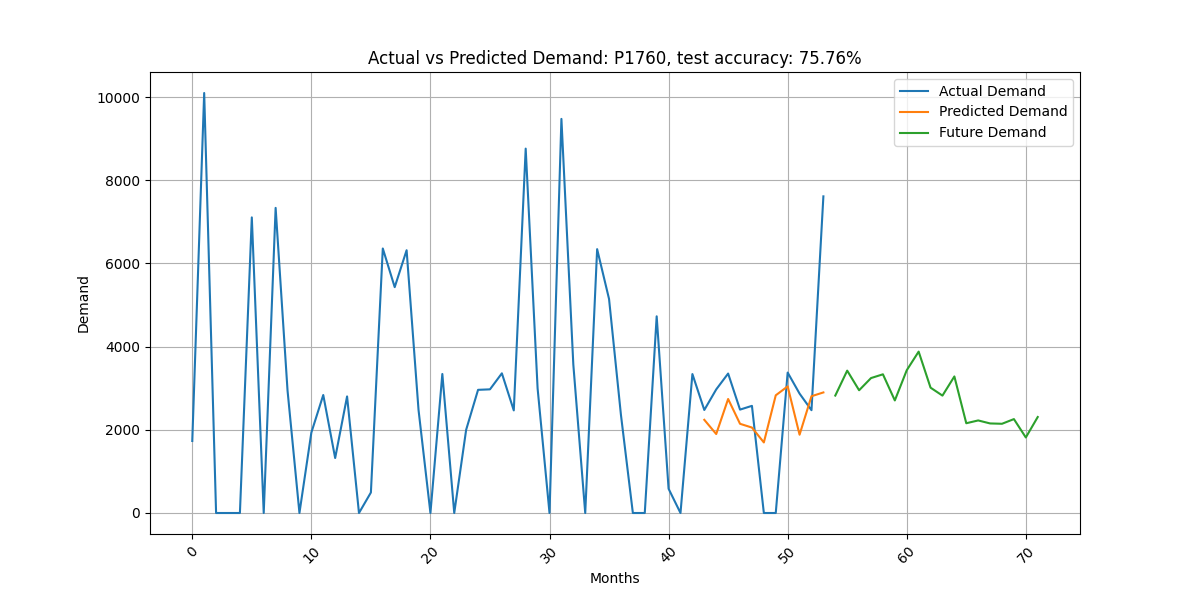 Actual vs Predicted Demand: P1760, test accuracy: 75.76%
Actual Demand
Predicted Demand
Future Demand
10000
8000
6000
4000
2000
0
Demand
0 10 20 30 40 50 60 70
Months